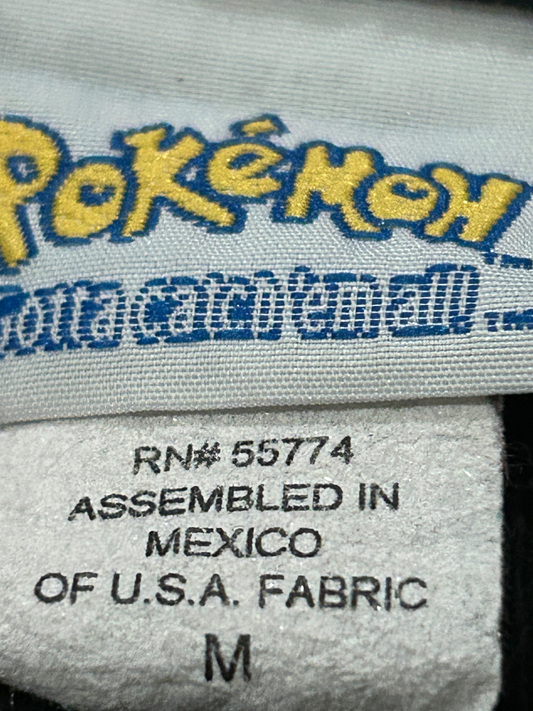 POKéMON
gotta catch 'em all!
RN# 55774
ASSEMBLED IN
MEXICO
OF U.S.A. FABRIC
M